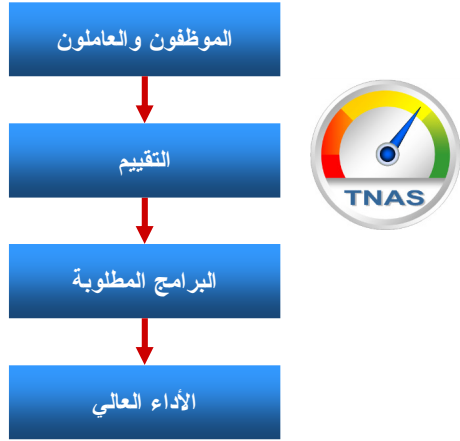 الموظفون والعاملون
التقييم
TNAS
البرامج المطلوبة
الأداء العالي